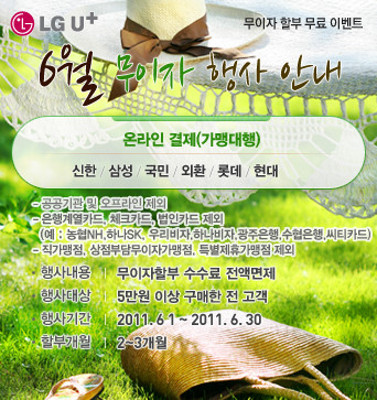 LG U+
무이자 할부 무료 이벤트
6월 무이자 행사 안내
온라인 결제(가맹대행)
신한 / 삼성 / 국민 / 외환 / 롯데 / 현대
- 공공기관 및 오프라인 제외
- 은행계열카드, 체크카드, 법인카드 제외
(예 : 농협NH,하나SK, 우리비자,하나비자,광주은행,수협은행,씨티카드)
- 직가맹점, 상점부담무이자가맹점, 특별제휴가맹점 제외
행사내용 | 무이자할부 수수료 전액면제
행사대상 | 5만원 이상 구매한 전 고객
행사기간 | 2011. 6 1 ~ 2011. 6. 30
할부개월 | 2~3개월